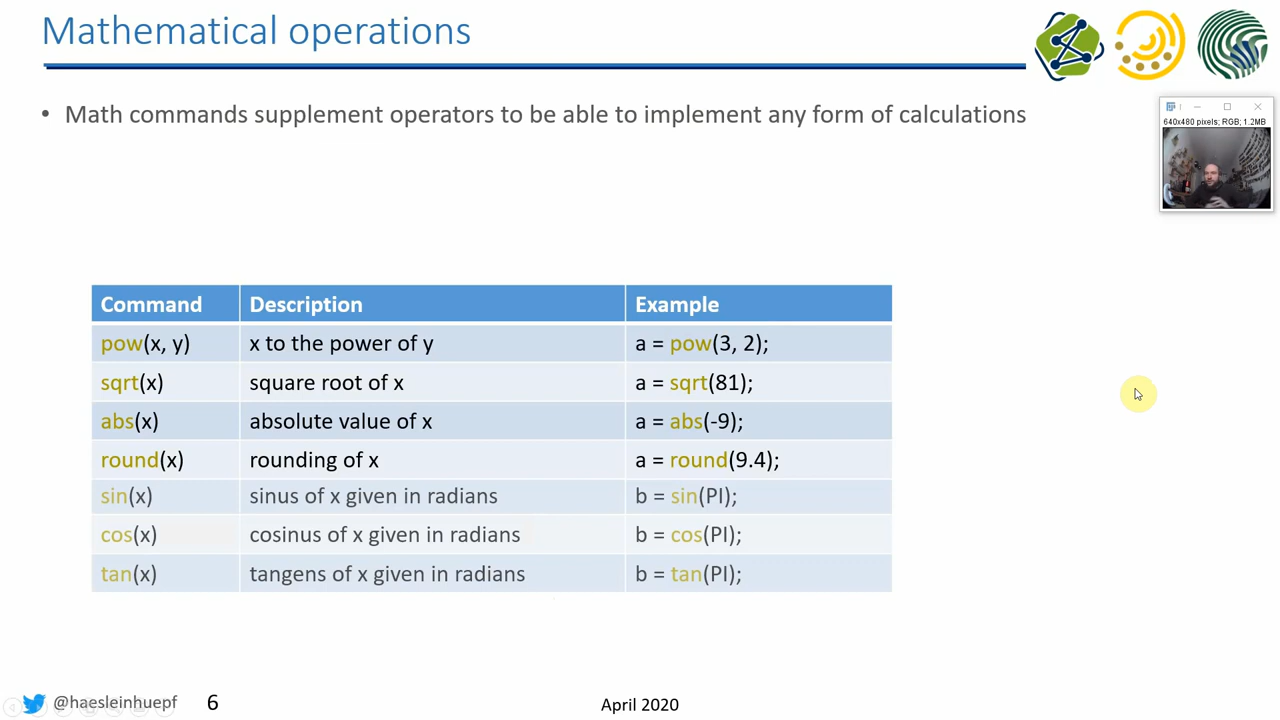 Mathematical operations
• Math commands supplement operators to be able to implement any form of calculations
640x480 pixels; RGB; 1.2MB
Command Description Example
pow(x, y) x to the power of y a = pow(3, 2);
sqrt(x) square root of x a = sqrt(81);
abs(x) absolute value of x a = abs(-9);
round(x) rounding of x a = round(9.4);
sin(x) sinus of x given in radians b = sin(PI);
cos(x) cosinus of x given in radians b = cos(PI);
tan(x) tangens of x given in radians b = tan(PI);
@haesleinhuepf 6 April 2020